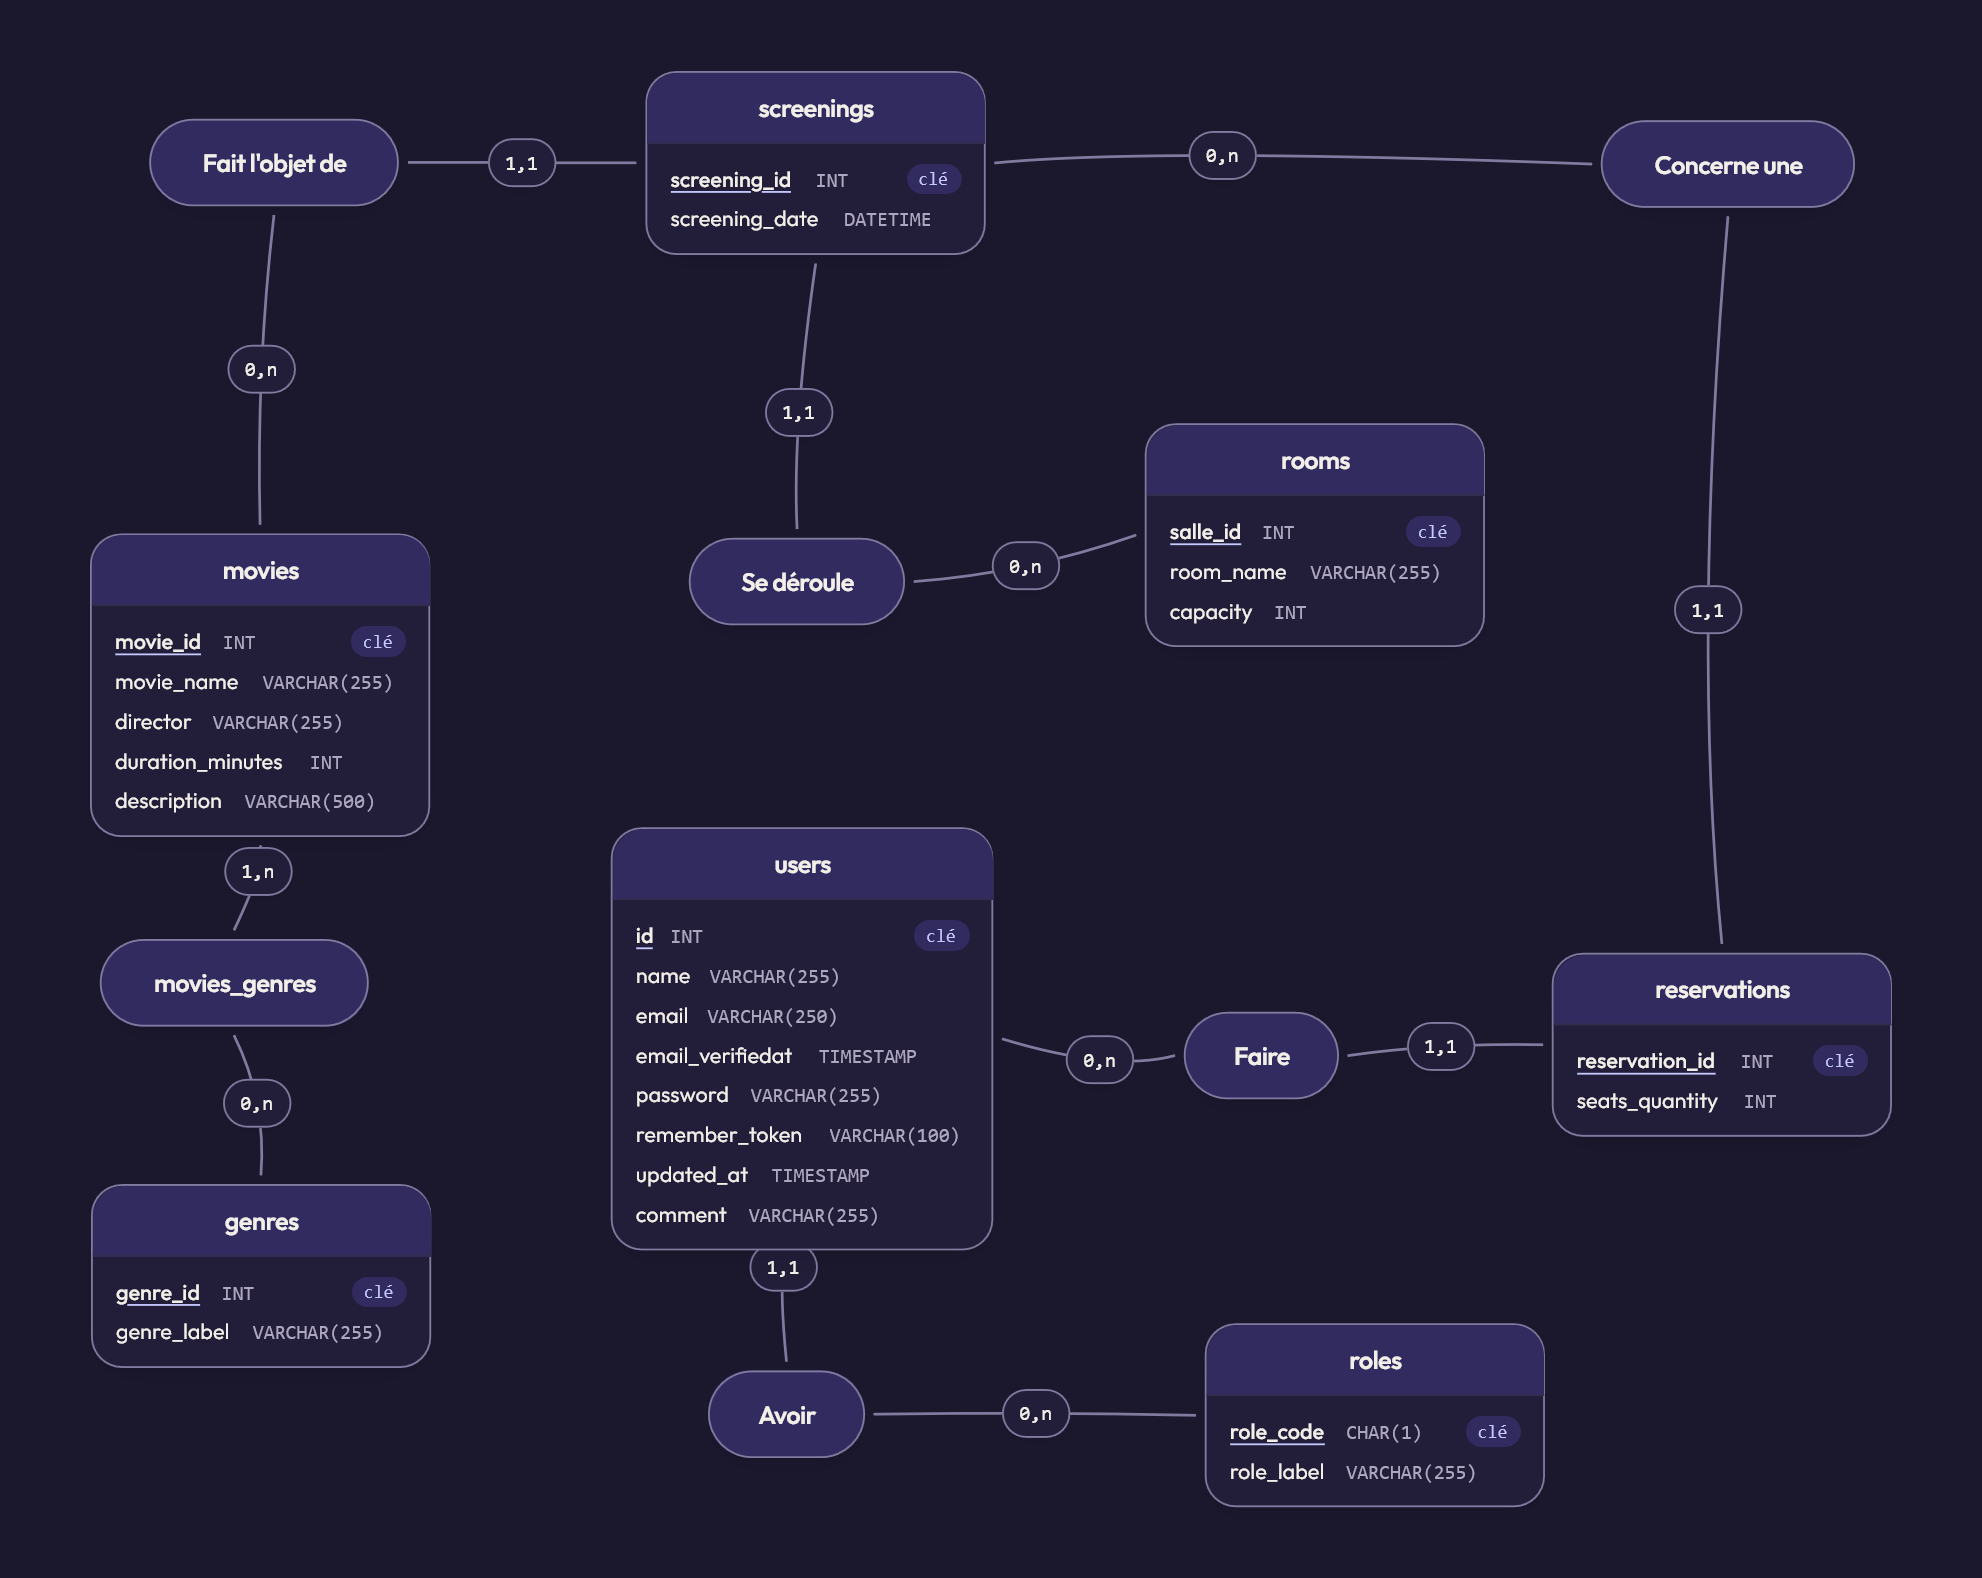 screenings
Fait l'objet de
1,1
screening_id INT clé
screening_date DATETIME
0,n
Concerne une
0,n
1,1
Se déroule
0,n
rooms
salle_id INT clé
room_name VARCHAR(255)
capacity INT
1,1
movies
movie_id INT clé
movie_name VARCHAR(255)
director VARCHAR(255)
duration_minutes INT
description VARCHAR(500)
1,n
movies_genres
0,n
genres
genre_id INT clé
genre_label VARCHAR(255)
users
id INT clé
name VARCHAR(255)
email VARCHAR(250)
email_verifiedat TIMESTAMP
password VARCHAR(255)
remember_token VARCHAR(100)
updated_at TIMESTAMP
comment VARCHAR(255)
0,n
Faire
1,1
reservations
reservation_id INT clé
seats_quantity INT
1,1
Avoir
0,n
roles
role_code CHAR(1) clé
role_label VARCHAR(255)